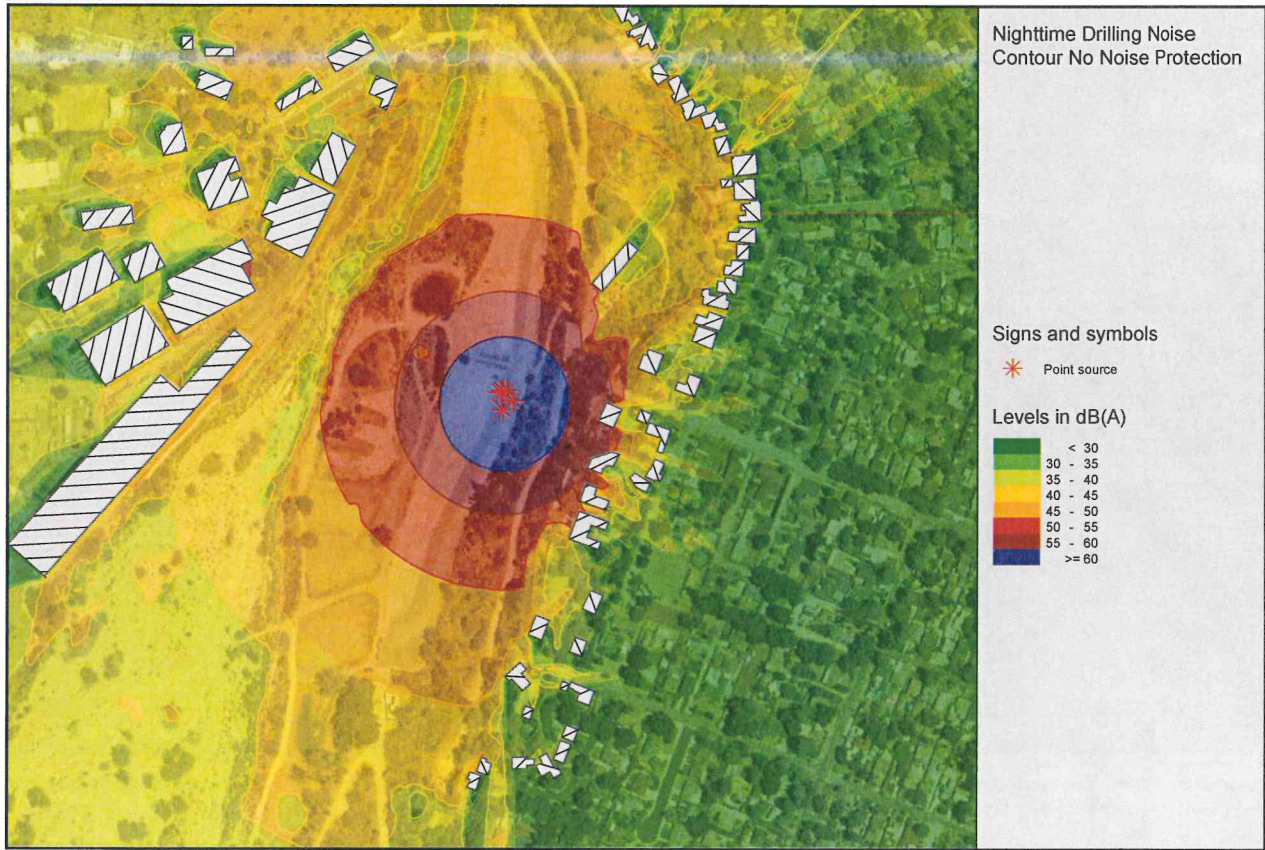 Nighttime Drilling Noise
Contour No Noise Protection
Signs and symbols
Point source
Levels in dB(A)
< 30
30 - 35
35 - 40
40 - 45
45 - 50
50 - 55
55 - 60
>= 60